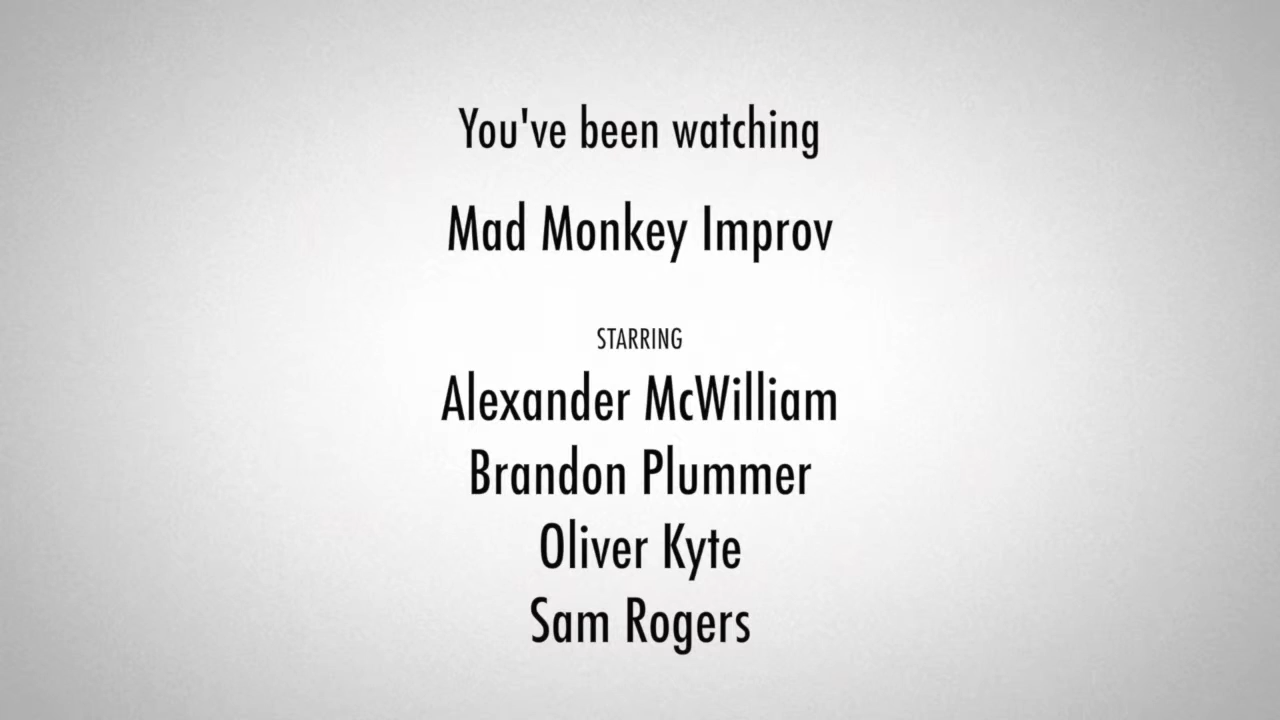 You've been watching
Mad Monkey Improv
STARRING
Alexander McWilliam
Brandon Plummer
Oliver Kyte
Sam Rogers